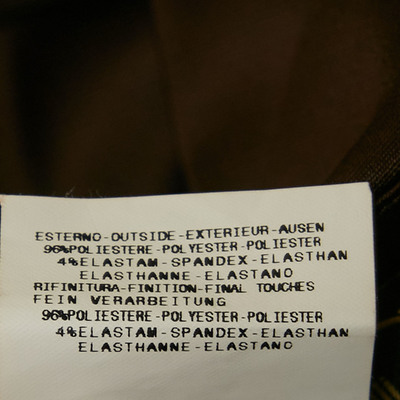 ESTERNO-OUTSIDE-EXTERIEUR-AUSEN
96%POLIESTERE-POLYESTER-POLIESTER
4%ELASTAM-SPANDEX-ELASTHAN
ELASTHANNE-ELASTANO
RIFINITURA-FINITION-FINAL TOUCHES
FEIN VERARBEITUNG
96%POLIESTERE-POLYESTER-POLIESTER
4%ELASTAM-SPANDEX-ELASTHAN
ELASTHANNE-ELASTANO